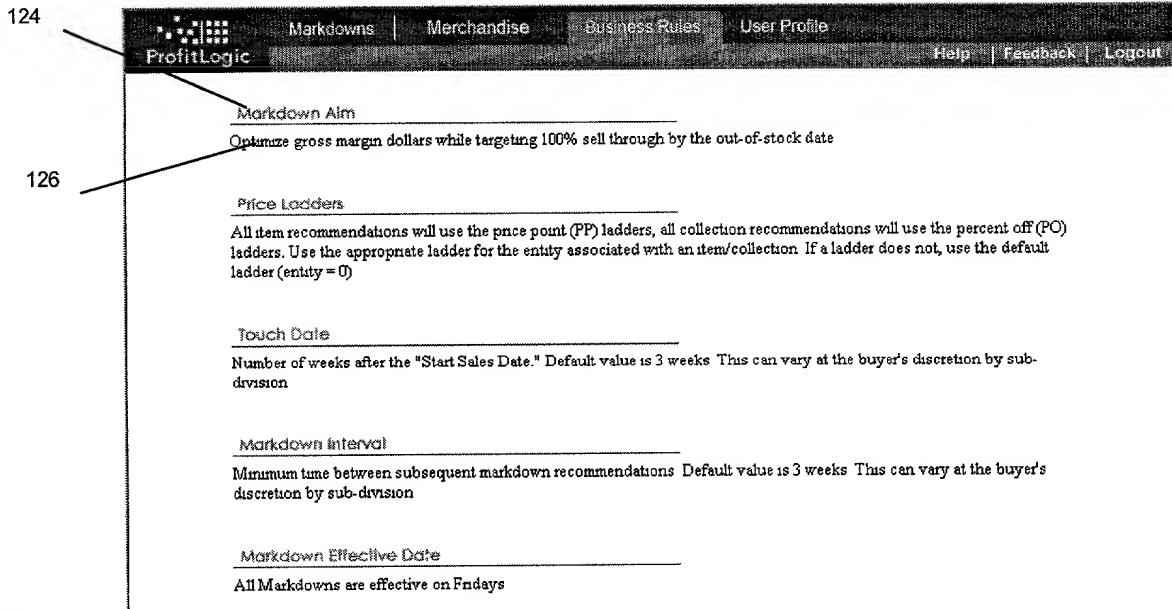 124
Markdowns | Merchandise Business Rules User Profile
ProfitLogic
Help | Feedback | Logout
Markdown Aim
Optimize gross margin dollars while targeting 100% sell through by the out-of-stock date
126
Price Ladders
All item recommendations will use the price point (PP) ladders, all collection recommendations will use the percent off (PO)
ladders. Use the appropriate ladder for the entity associated with an item/collection If a ladder does not, use the default
ladder (entity = 0)
Touch Date
Number of weeks after the "Start Sales Date." Default value is 3 weeks This can vary at the buyer's discretion by sub-
division
Markdown Interval
Minimum time between subsequent markdown recommendations Default value is 3 weeks This can vary at the buyer's
discretion by sub-division
Markdown Effective Date
All Markdowns are effective on Fridays